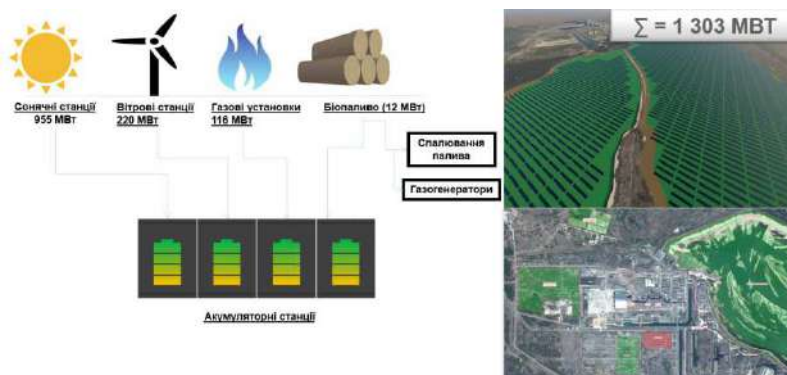 ∑ = 1 303 МВТ
Сонячні станції
955 МВт
Вітрові станції
220 МВт
Газові установки
116 МВт
Біопаливо (12 МВт)
Спалювання
палива
Газогенератори
Акумуляторні станції